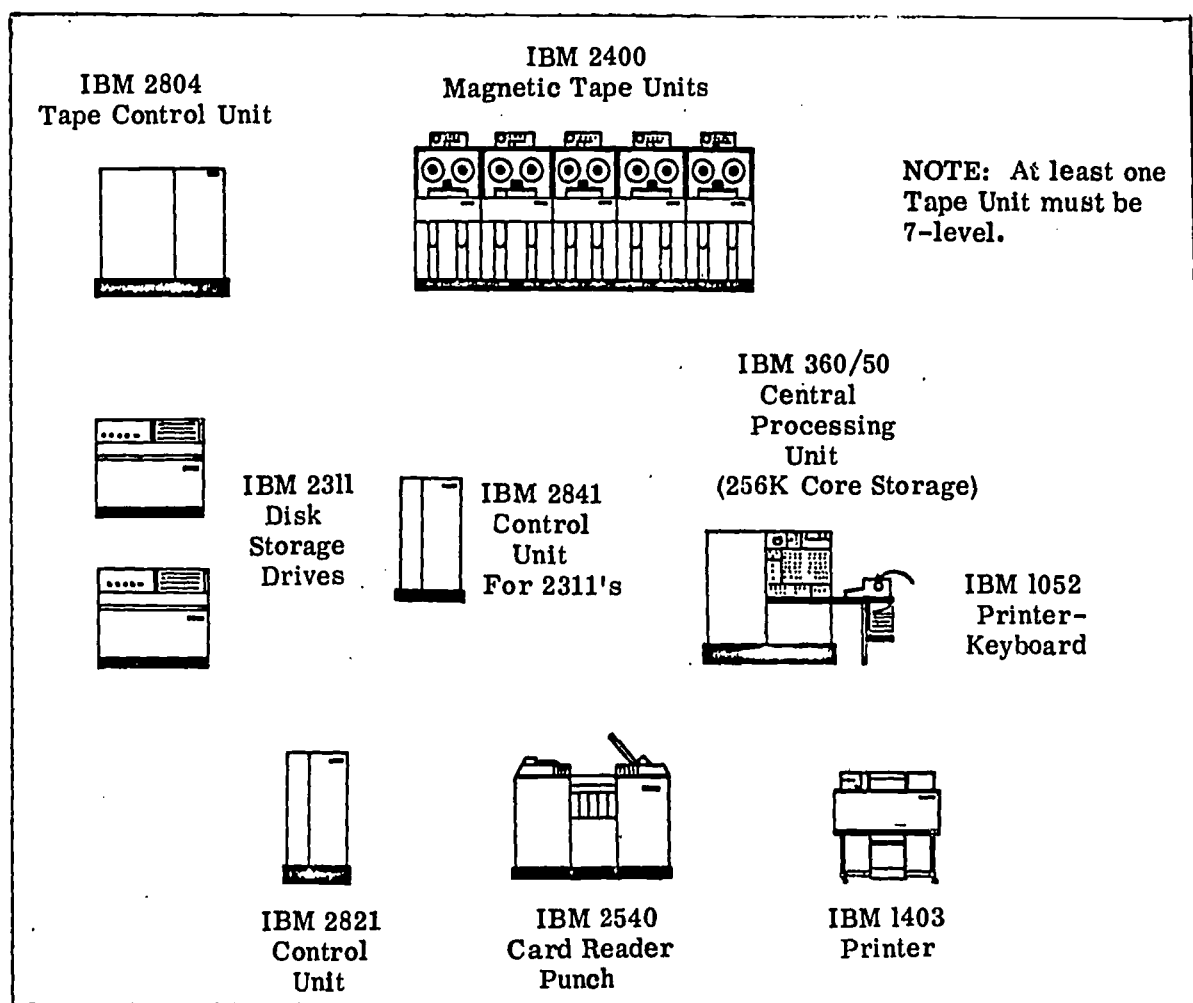 IBM 2804
Tape Control Unit
IBM 2400
Magnetic Tape Units
NOTE: At least one
Tape Unit must be
7-level.
IBM 360/50
Central
Processing
Unit
(256K Core Storage)
IBM 2311
Disk
Storage
Drives
IBM 2841
Control
Unit
For 2311's
IBM 1052
Printer-
Keyboard
IBM 2821
Control
Unit
IBM 2540
Card Reader
Punch
IBM 1403
Printer